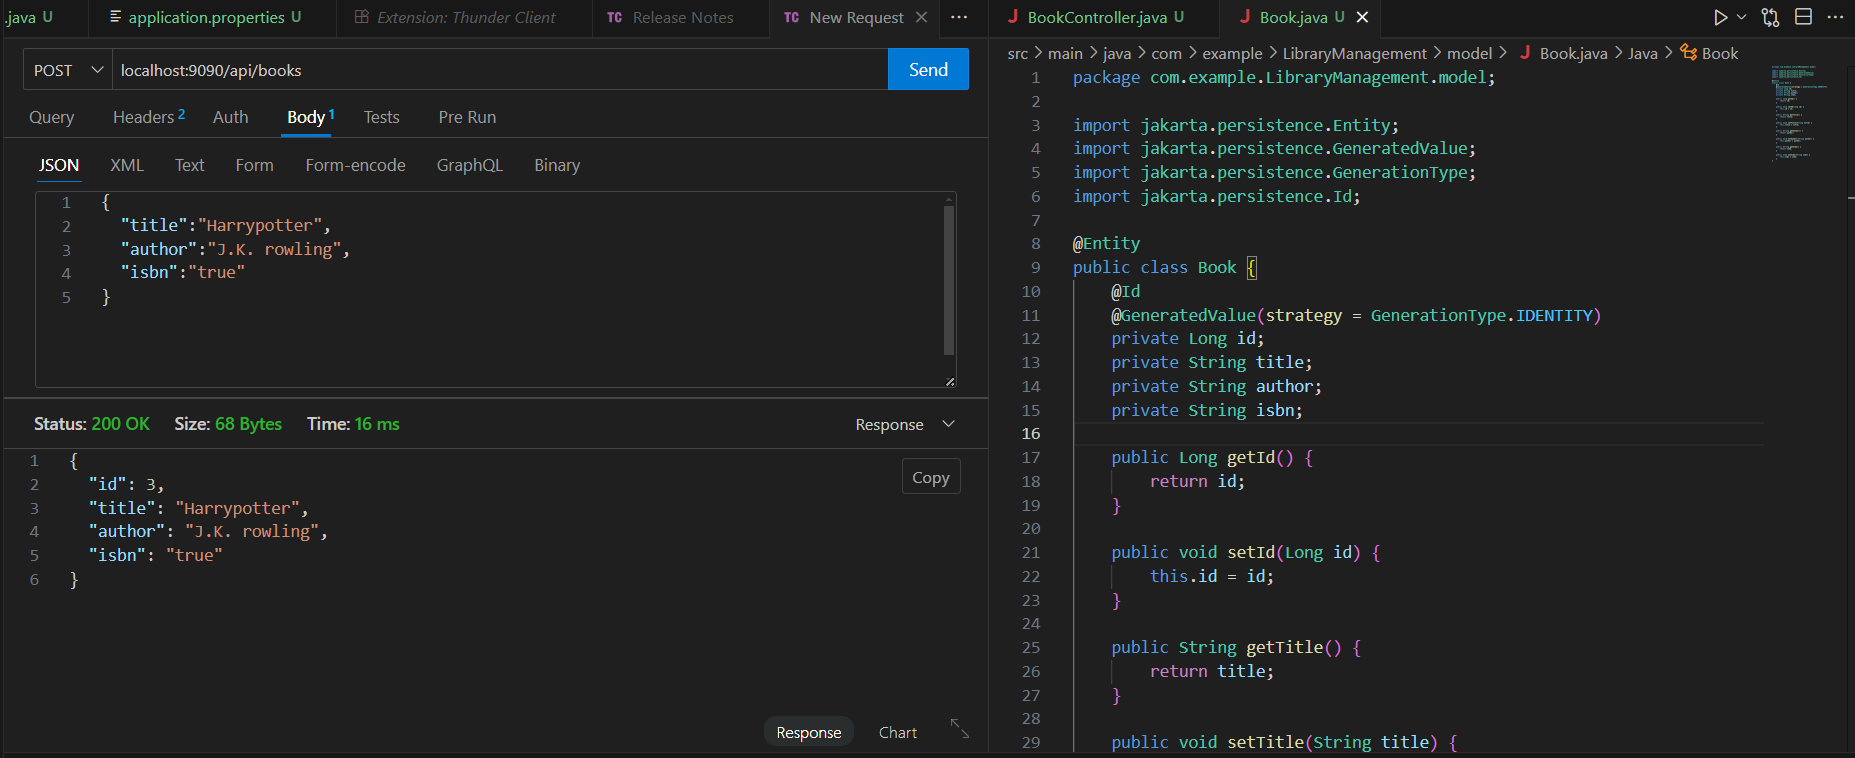 .java U
application.properties U
Extension: Thunder Client
TC Release Notes
TC New Request
POST
localhost:9090/api/books
Send
Query
Headers 2
Auth
Body 1
Tests
Pre Run
JSON
XML
Text
Form
Form-encode
GraphQL
Binary
1 {
2 "title":"Harrypotter",
3 "author":"J.K. rowling",
4 "isbn":"true"
5 }
Status: 200 OK Size: 68 Bytes Time: 16 ms
Response
1 {
2 "id": 3,
3 "title": "Harrypotter",
4 "author": "J.K. rowling",
5 "isbn": "true"
6 }
Copy
Response
Chart
J BookController.java U
J Book.java U
src > main > java > com > example > LibraryManagement > model > J Book.java > Java > Book
1 package com.example.LibraryManagement.model;
2
3 import jakarta.persistence.Entity;
4 import jakarta.persistence.GeneratedValue;
5 import jakarta.persistence.GenerationType;
6 import jakarta.persistence.Id;
7
8 @Entity
9 public class Book {
10 @Id
11 @GeneratedValue(strategy = GenerationType.IDENTITY)
12 private Long id;
13 private String title;
14 private String author;
15 private String isbn;
16
17 public Long getId() {
18 return id;
19 }
20
21 public void setId(Long id) {
22 this.id = id;
23 }
24
25 public String getTitle() {
26 return title;
27 }
28
29 public void setTitle(String title) {